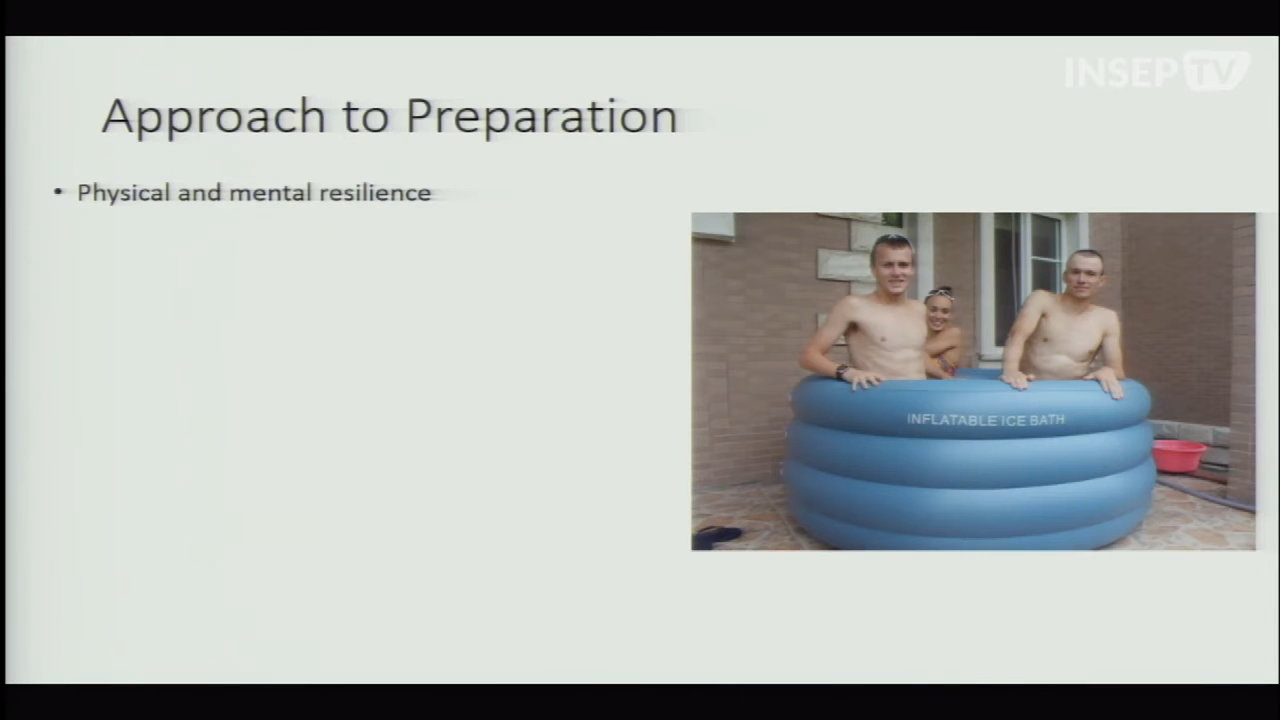 INSEP TV
Approach to Preparation
• Physical and mental resilience
INFLATABLE ICE BATH